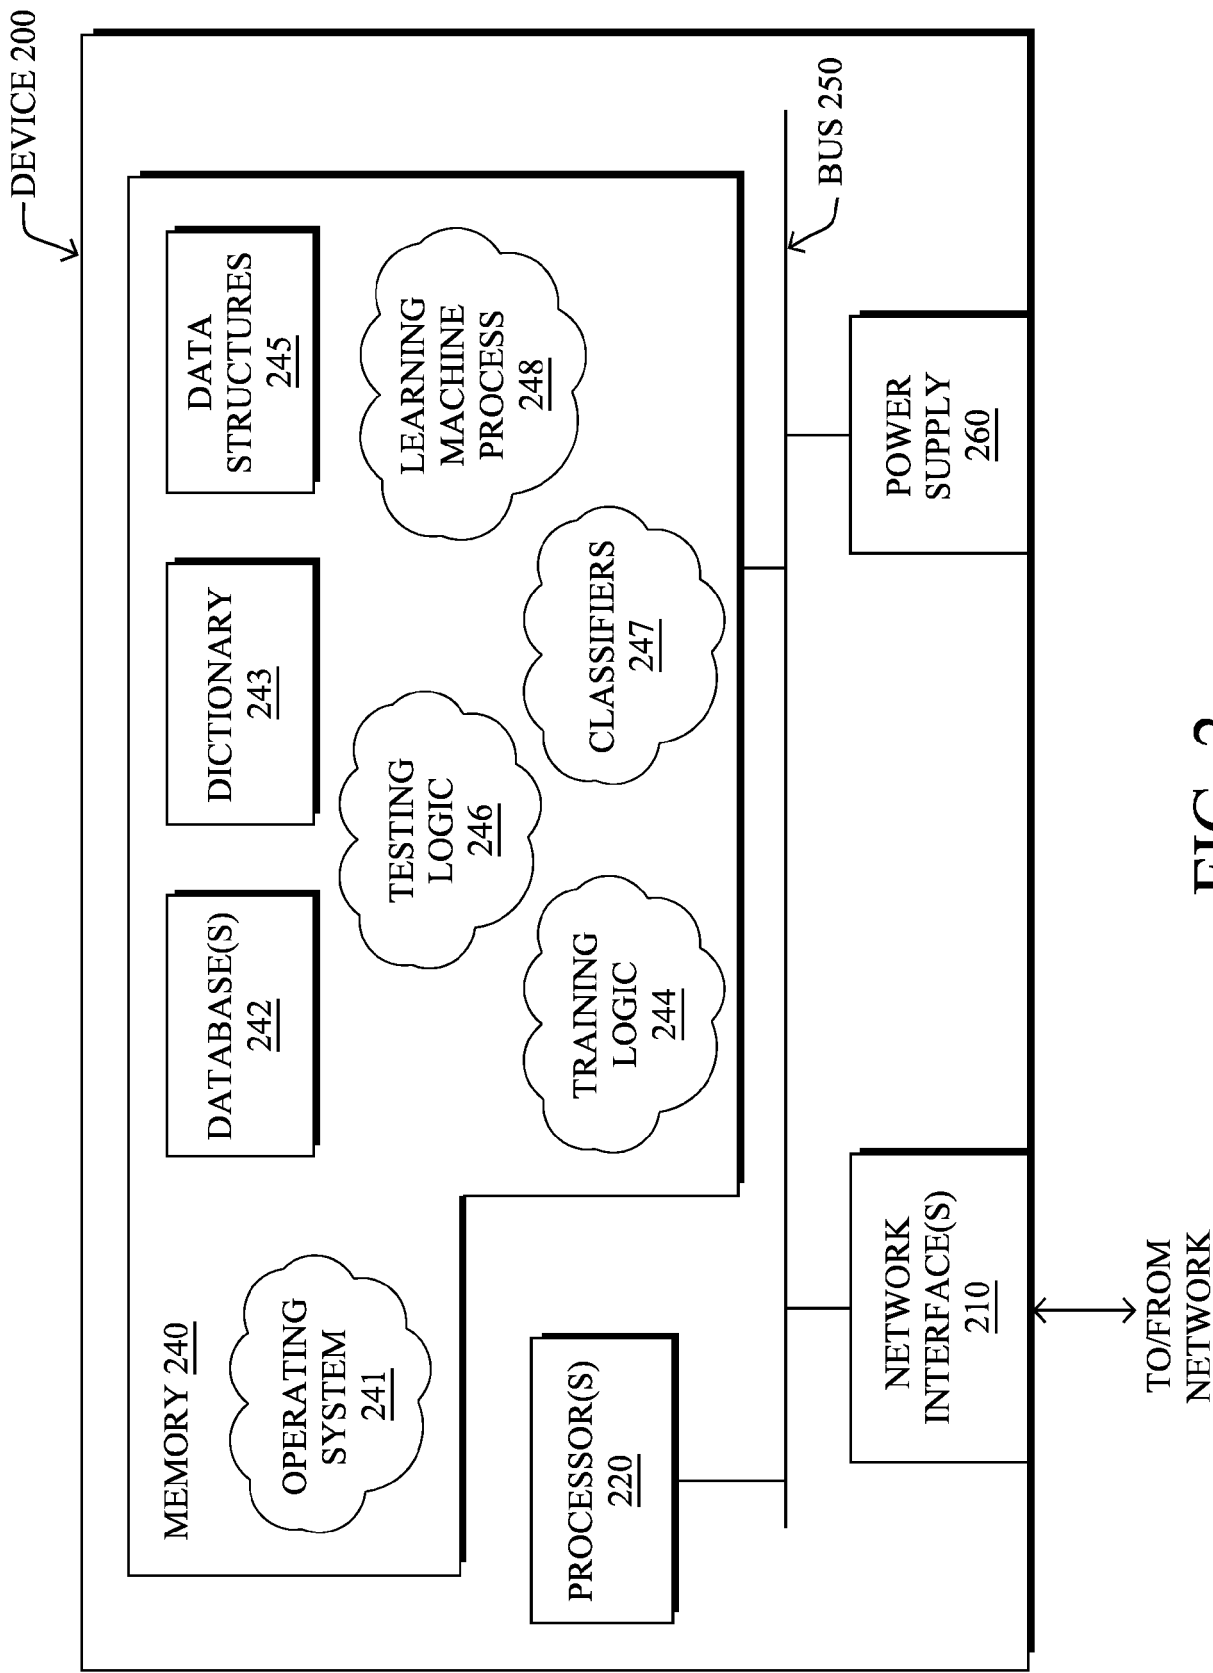 DEVICE 200
MEMORY 240
OPERATING
SYSTEM
241
DATABASE(S)
242
DICTIONARY
243
DATA
STRUCTURES
245
TESTING
LOGIC
246
LEARNING
MACHINE
PROCESS
248
TRAINING
LOGIC
244
CLASSIFIERS
247
PROCESSOR(S)
220
BUS 250
NETWORK
INTERFACE(S)
210
POWER
SUPPLY
260
TO/FROM
NETWORK
FIG. 2